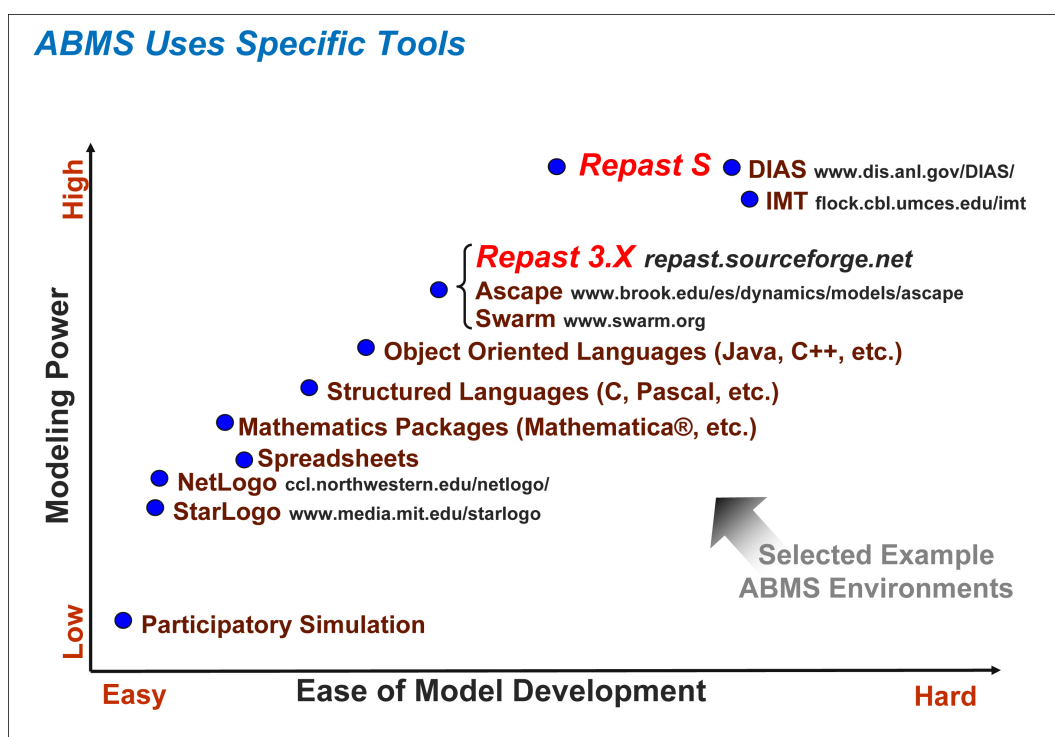 ABMS Uses Specific Tools
High
Repast S
DIAS www.dis.anl.gov/DIAS/
IMT flock.cbl.umces.edu/imt
Repast 3.X repast.sourceforge.net
Ascape www.brook.edu/es/dynamics/models/ascape
Swarm www.swarm.org
Object Oriented Languages (Java, C++, etc.)
Structured Languages (C, Pascal, etc.)
Mathematics Packages (Mathematica®, etc.)
Spreadsheets
NetLogo ccl.northwestern.edu/netlogo/
StarLogo www.media.mit.edu/starlogo
Modeling Power
Selected Example
ABMS Environments
Low
Participatory Simulation
Easy
Ease of Model Development
Hard